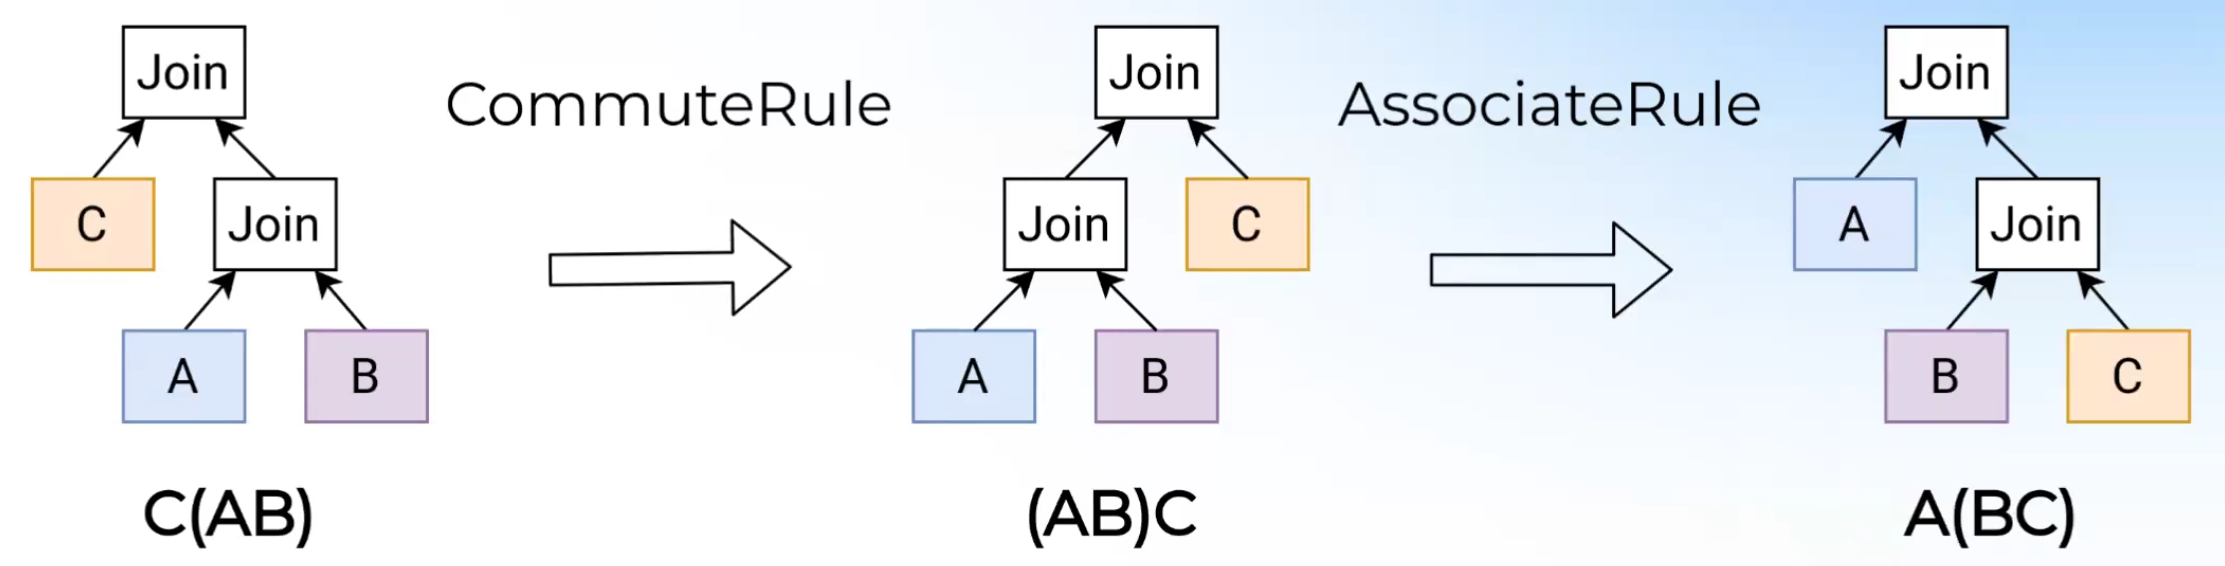 Join
C
Join
A
B
C(AB)
CommuteRule
Join
Join
C
A
B
(AB)C
AssociateRule
Join
A
Join
B
C
A(BC)